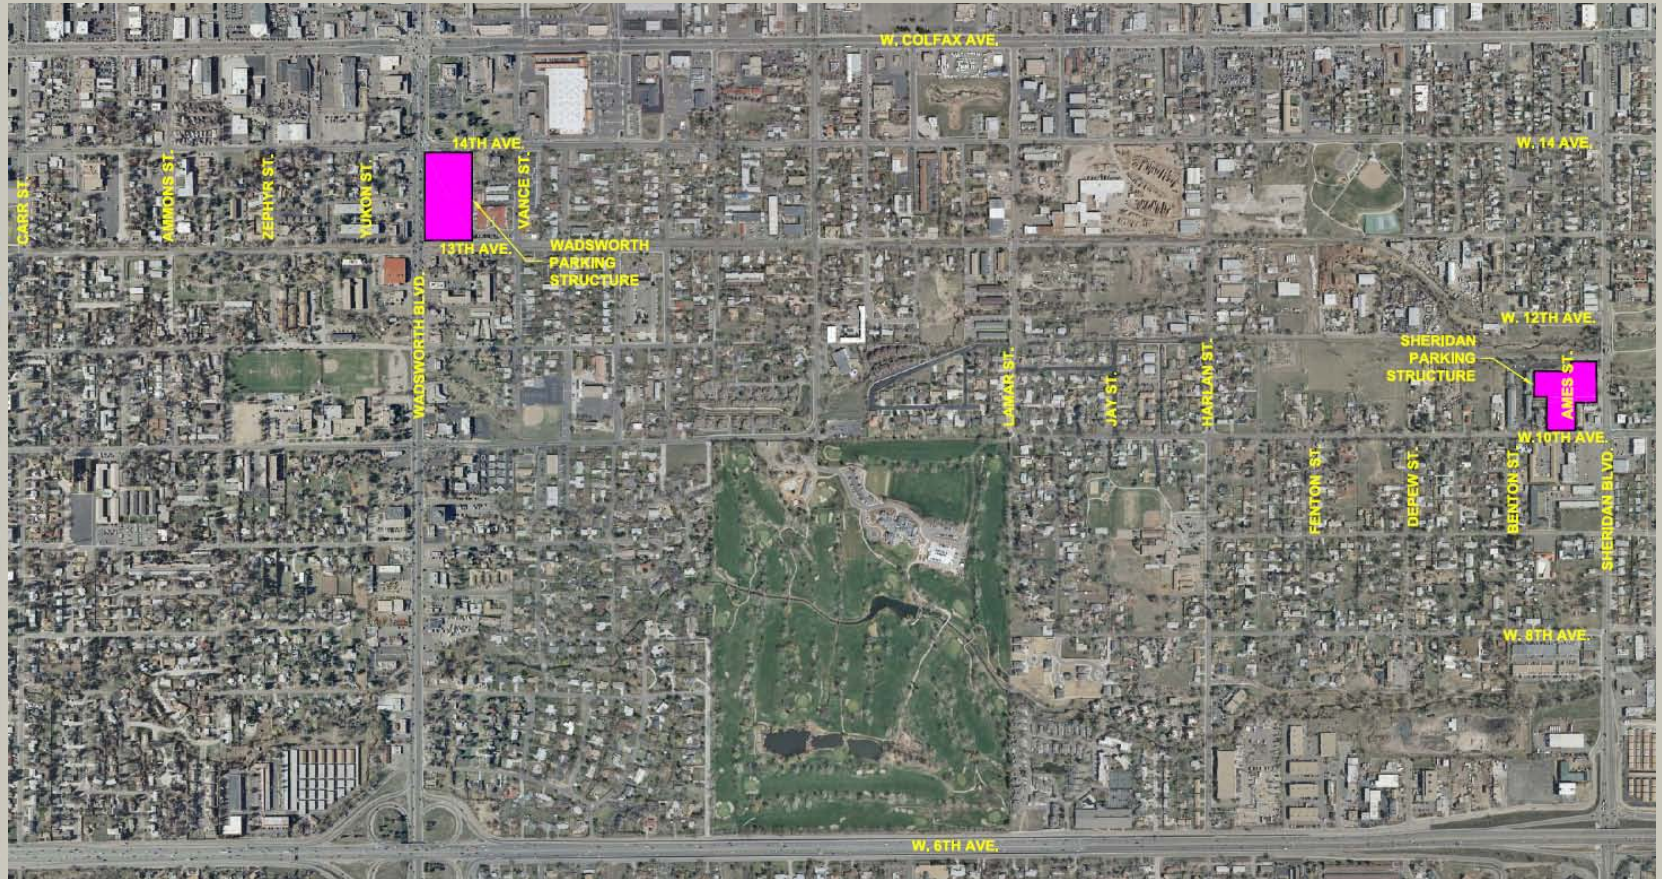 W. COLFAX AVE.
14TH AVE.
W. 14 AVE.
CARR ST.
AMMONS ST.
ZEPHYR ST.
YUKON ST.
VANCE ST.
13TH AVE.
WADSWORTH
PARKING
STRUCTURE
WADSWORTH BLVD.
W. 12TH AVE.
SHERIDAN
PARKING
STRUCTURE
LAMAR ST.
JAY ST.
HARLAN ST.
AMES ST.
W.10TH AVE.
FENTON ST.
DEPEW ST.
BENTON ST.
SHERIDAN BLVD.
W. 8TH AVE.
W. 6TH AVE.